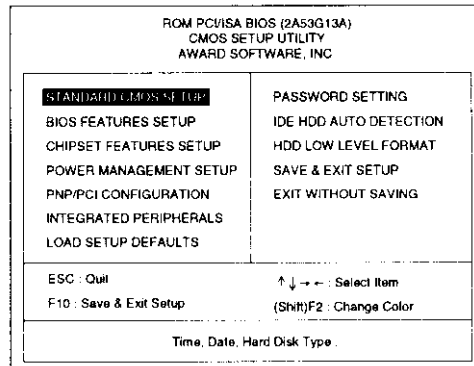 ROM PCI/ISA BIOS (2A53G13A)
CMOS SETUP UTILITY
AWARD SOFTWARE, INC
STANDARD CMOS SETUP
BIOS FEATURES SETUP
CHIPSET FEATURES SETUP
POWER MANAGEMENT SETUP
PNP/PCI CONFIGURATION
INTEGRATED PERIPHERALS
LOAD SETUP DEFAULTS
PASSWORD SETTING
IDE HDD AUTO DETECTION
HDD LOW LEVEL FORMAT
SAVE & EXIT SETUP
EXIT WITHOUT SAVING
ESC : Quit
F10 : Save & Exit Setup
↑ ↓ → ← : Select Item
(Shift)F2 : Change Color
Time, Date, Hard Disk Type .